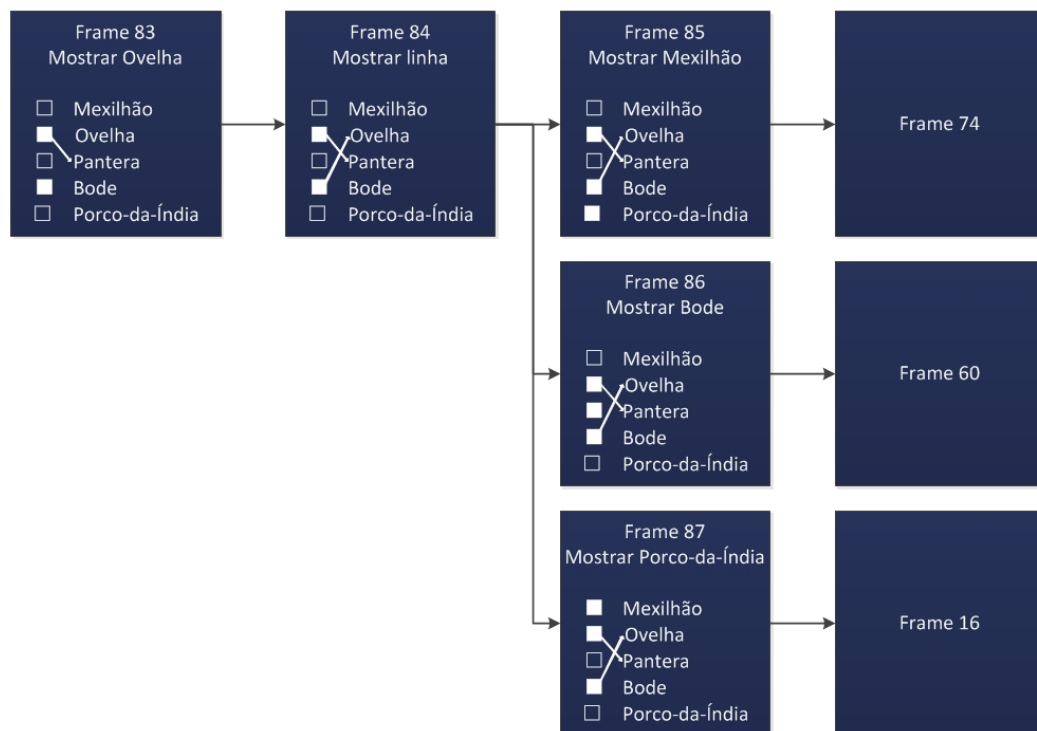 Frame 83
Mostrar Ovelha
Mexilhão
Ovelha
Pantera
Bode
Porco-da-Índia
Frame 84
Mostrar linha
Mexilhão
Ovelha
Pantera
Bode
Porco-da-Índia
Frame 85
Mostrar Mexilhão
Mexilhão
Ovelha
Pantera
Bode
Porco-da-Índia
Frame 74
Frame 86
Mostrar Bode
Mexilhão
Ovelha
Pantera
Bode
Porco-da-Índia
Frame 60
Frame 87
Mostrar Porco-da-Índia
Mexilhão
Ovelha
Pantera
Bode
Porco-da-Índia
Frame 16